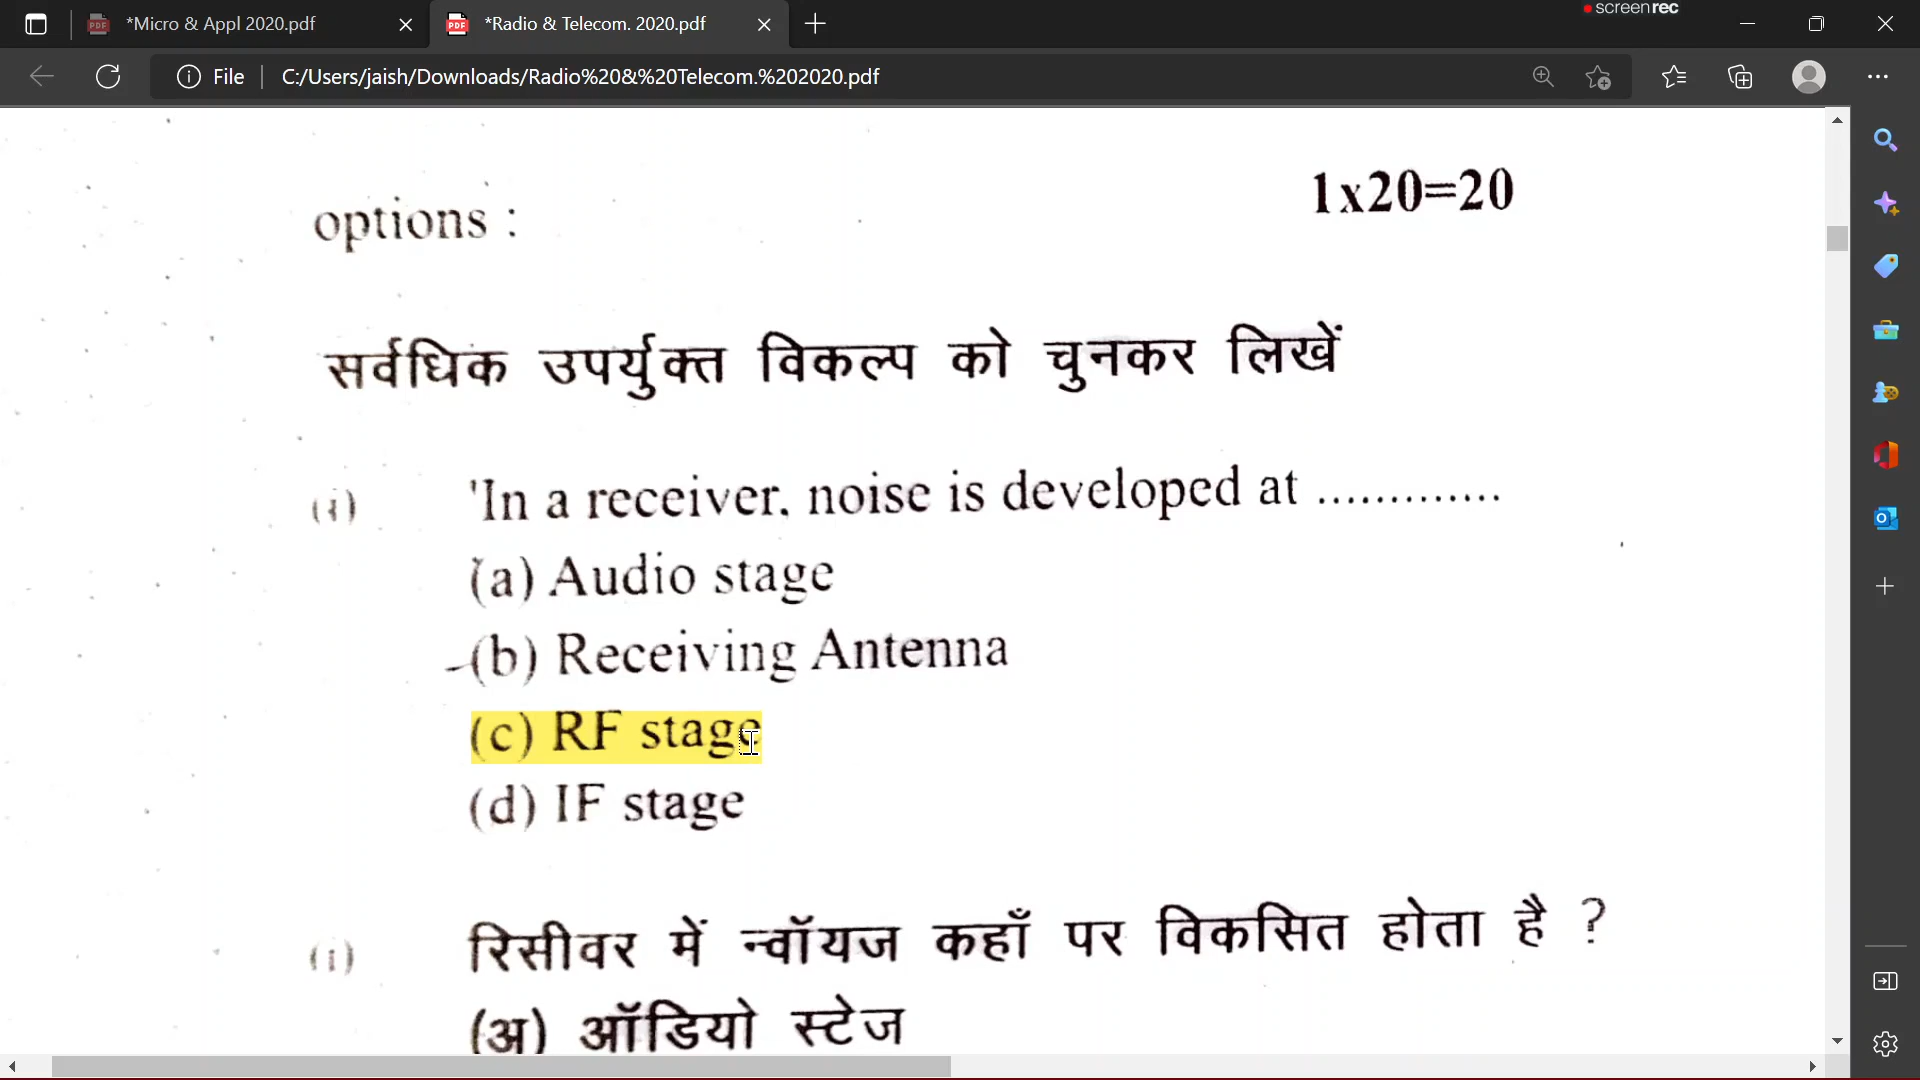 *Micro & Appl 2020.pdf
*Radio & Telecom. 2020.pdf
screenrec
File
C:/Users/jaish/Downloads/Radio%20&%20Telecom.%202020.pdf
1x20=20
options :
सर्वधिक उपर्युक्त विकल्प को चुनकर लिखें
(i) 'In a receiver, noise is developed at .............
(a) Audio stage
(b) Receiving Antenna
(c) RF stage
(d) IF stage
(i) रिसीवर में न्वॉयज कहाँ पर विकसित होता है ?
(अ) ऑडियो स्टेज